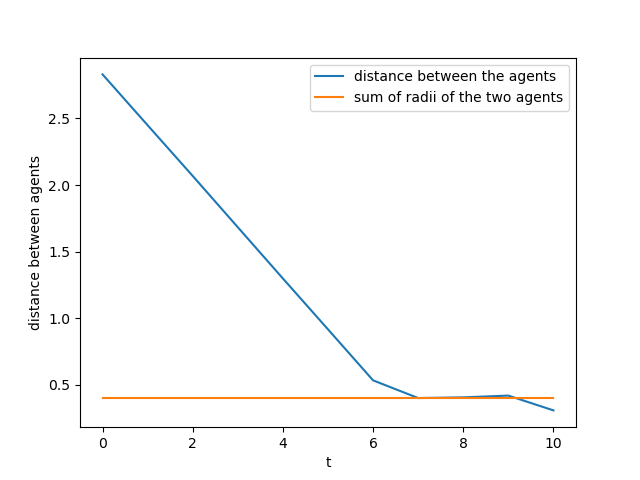 distance between the agents
sum of radii of the two agents
distance between agents
2.5
2.0
1.5
1.0
0.5
0 2 4 6 8 10
t